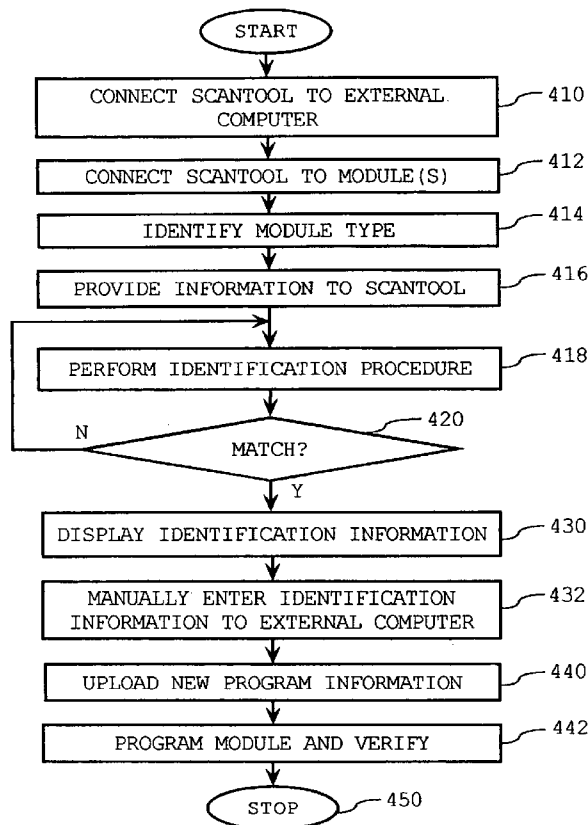 START
CONNECT SCANTOOL TO EXTERNAL
COMPUTER
410
CONNECT SCANTOOL TO MODULE(S)
412
IDENTIFY MODULE TYPE
414
PROVIDE INFORMATION TO SCANTOOL
416
PERFORM IDENTIFICATION PROCEDURE
418
420
N
MATCH?
Y
DISPLAY IDENTIFICATION INFORMATION
430
MANUALLY ENTER IDENTIFICATION
INFORMATION TO EXTERNAL COMPUTER
432
UPLOAD NEW PROGRAM INFORMATION
440
PROGRAM MODULE AND VERIFY
442
STOP
450